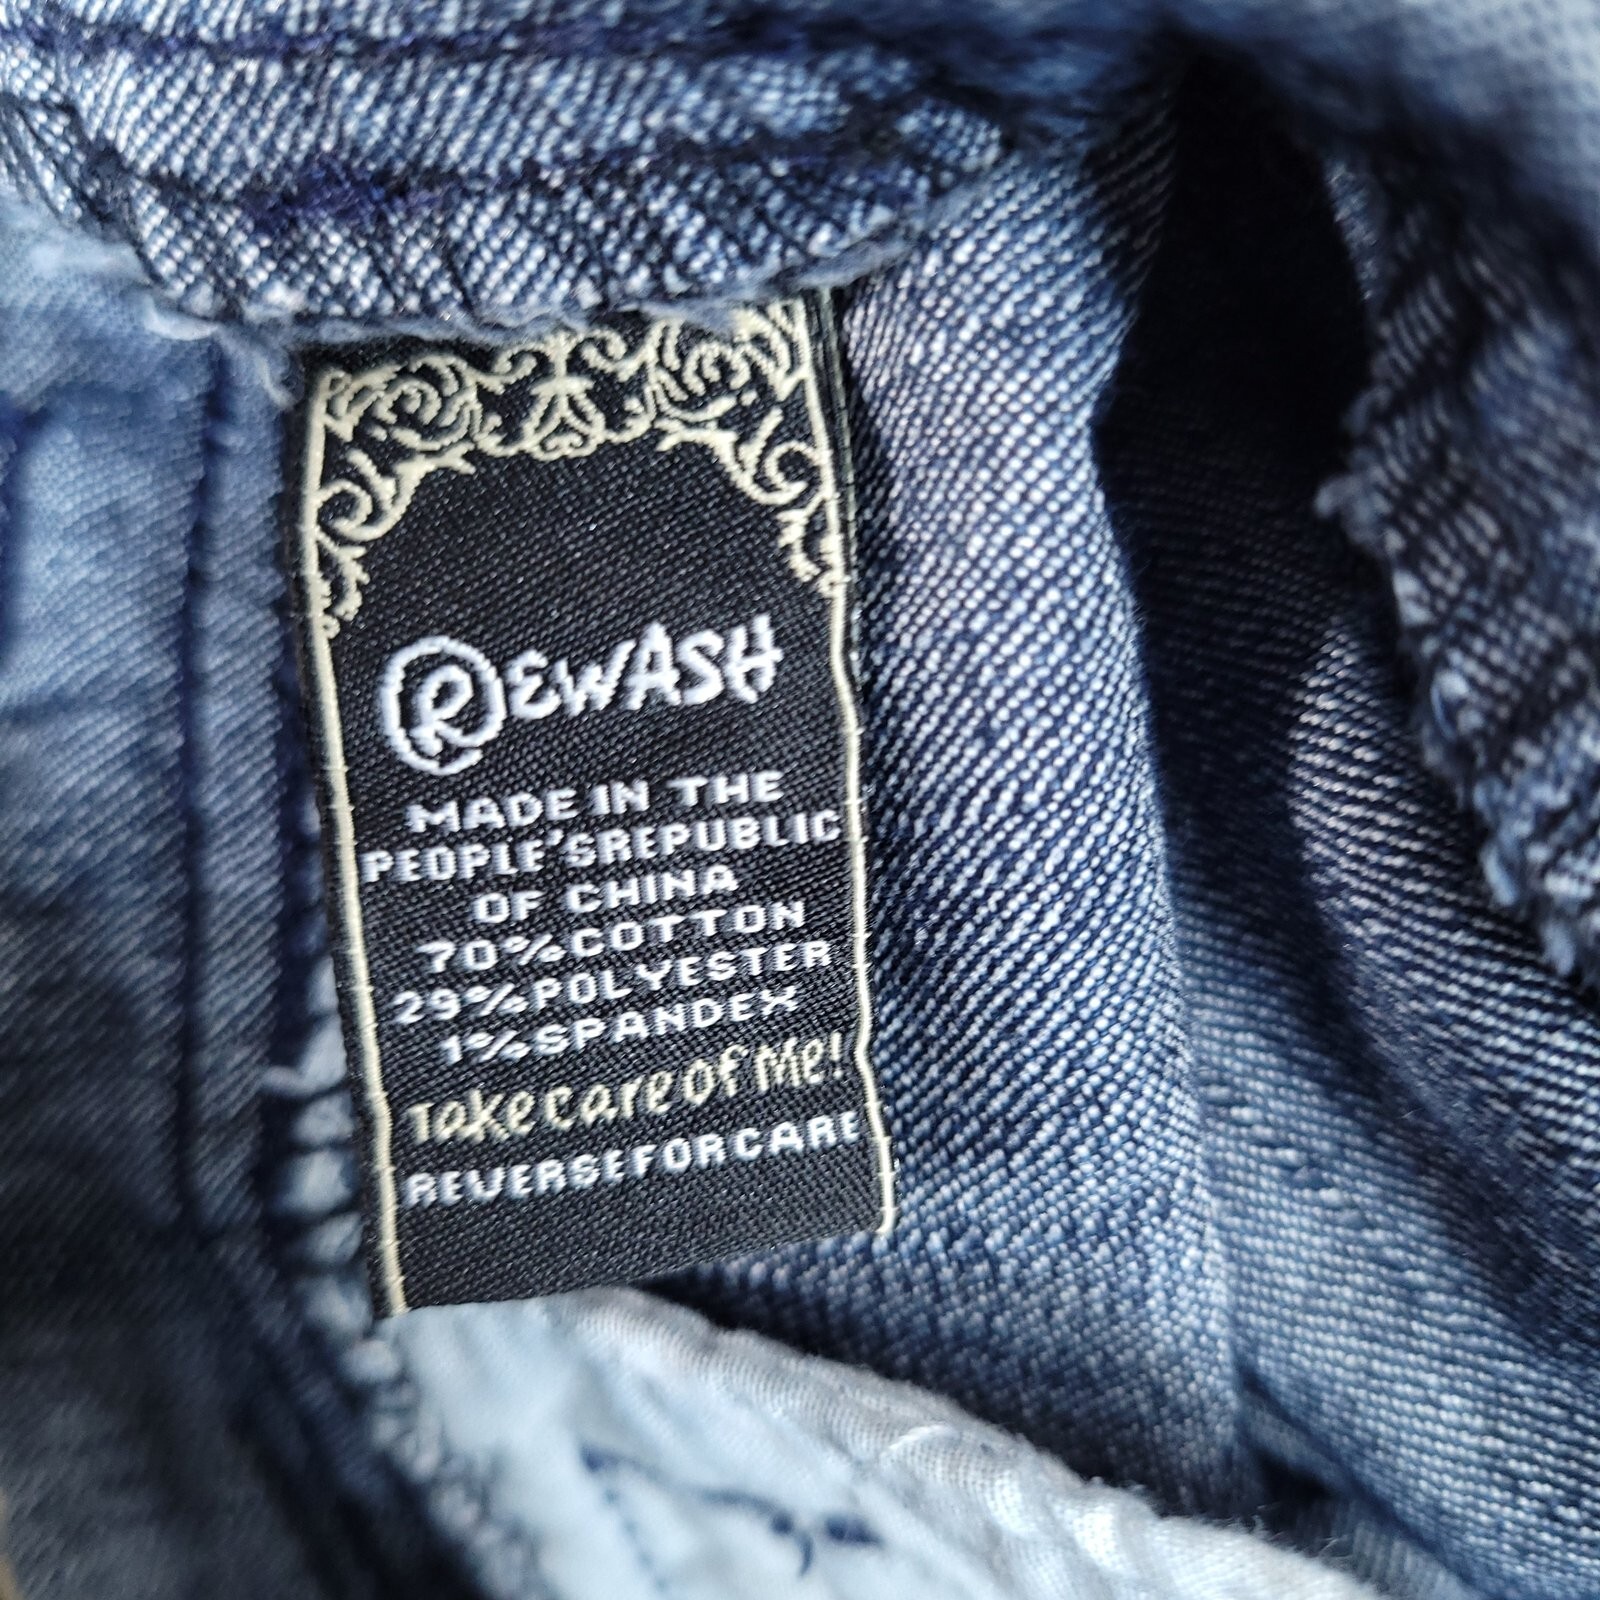 REWASH
MADE IN THE
PEOPLE'SREPUBLIC
OF CHINA
70%COTTON
29%POLYESTER
1%SPANDEX
Take care of Me!
REVERSEFORCARE